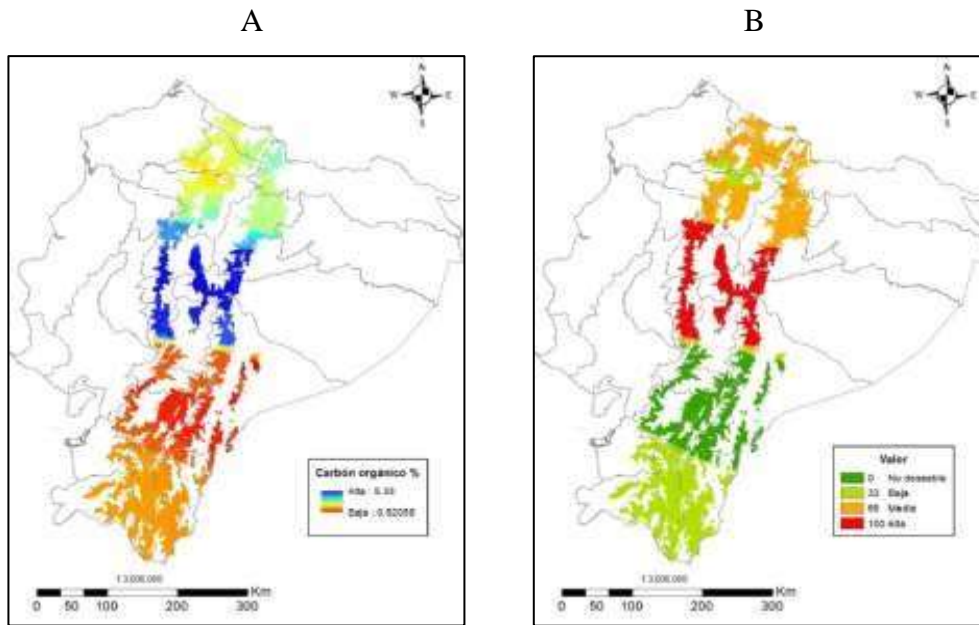 A
B
N
W E
S
N
W E
S
Carbón orgánico %
Alta : 5.33
Bajo : 0.52058
Valor
0 No deseable
33 Baja
66 Media
100 Alta
1:3.000.000
Km
0 50 100 200 300
1:3.000.000
Km
0 50 100 200 300